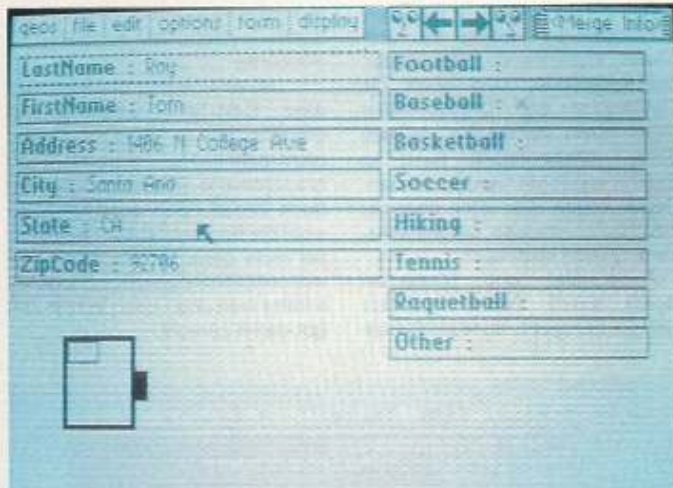 geos file edit options form display
Merge Info
LastName : Roy
FirstName : Tom
Address : 1406 N College Ave
City : Santa Ana
State : CA
ZipCode : 92706
Football :
Baseball : x
Basketball :
Soccer :
Hiking :
Tennis :
Raquetball :
Other :